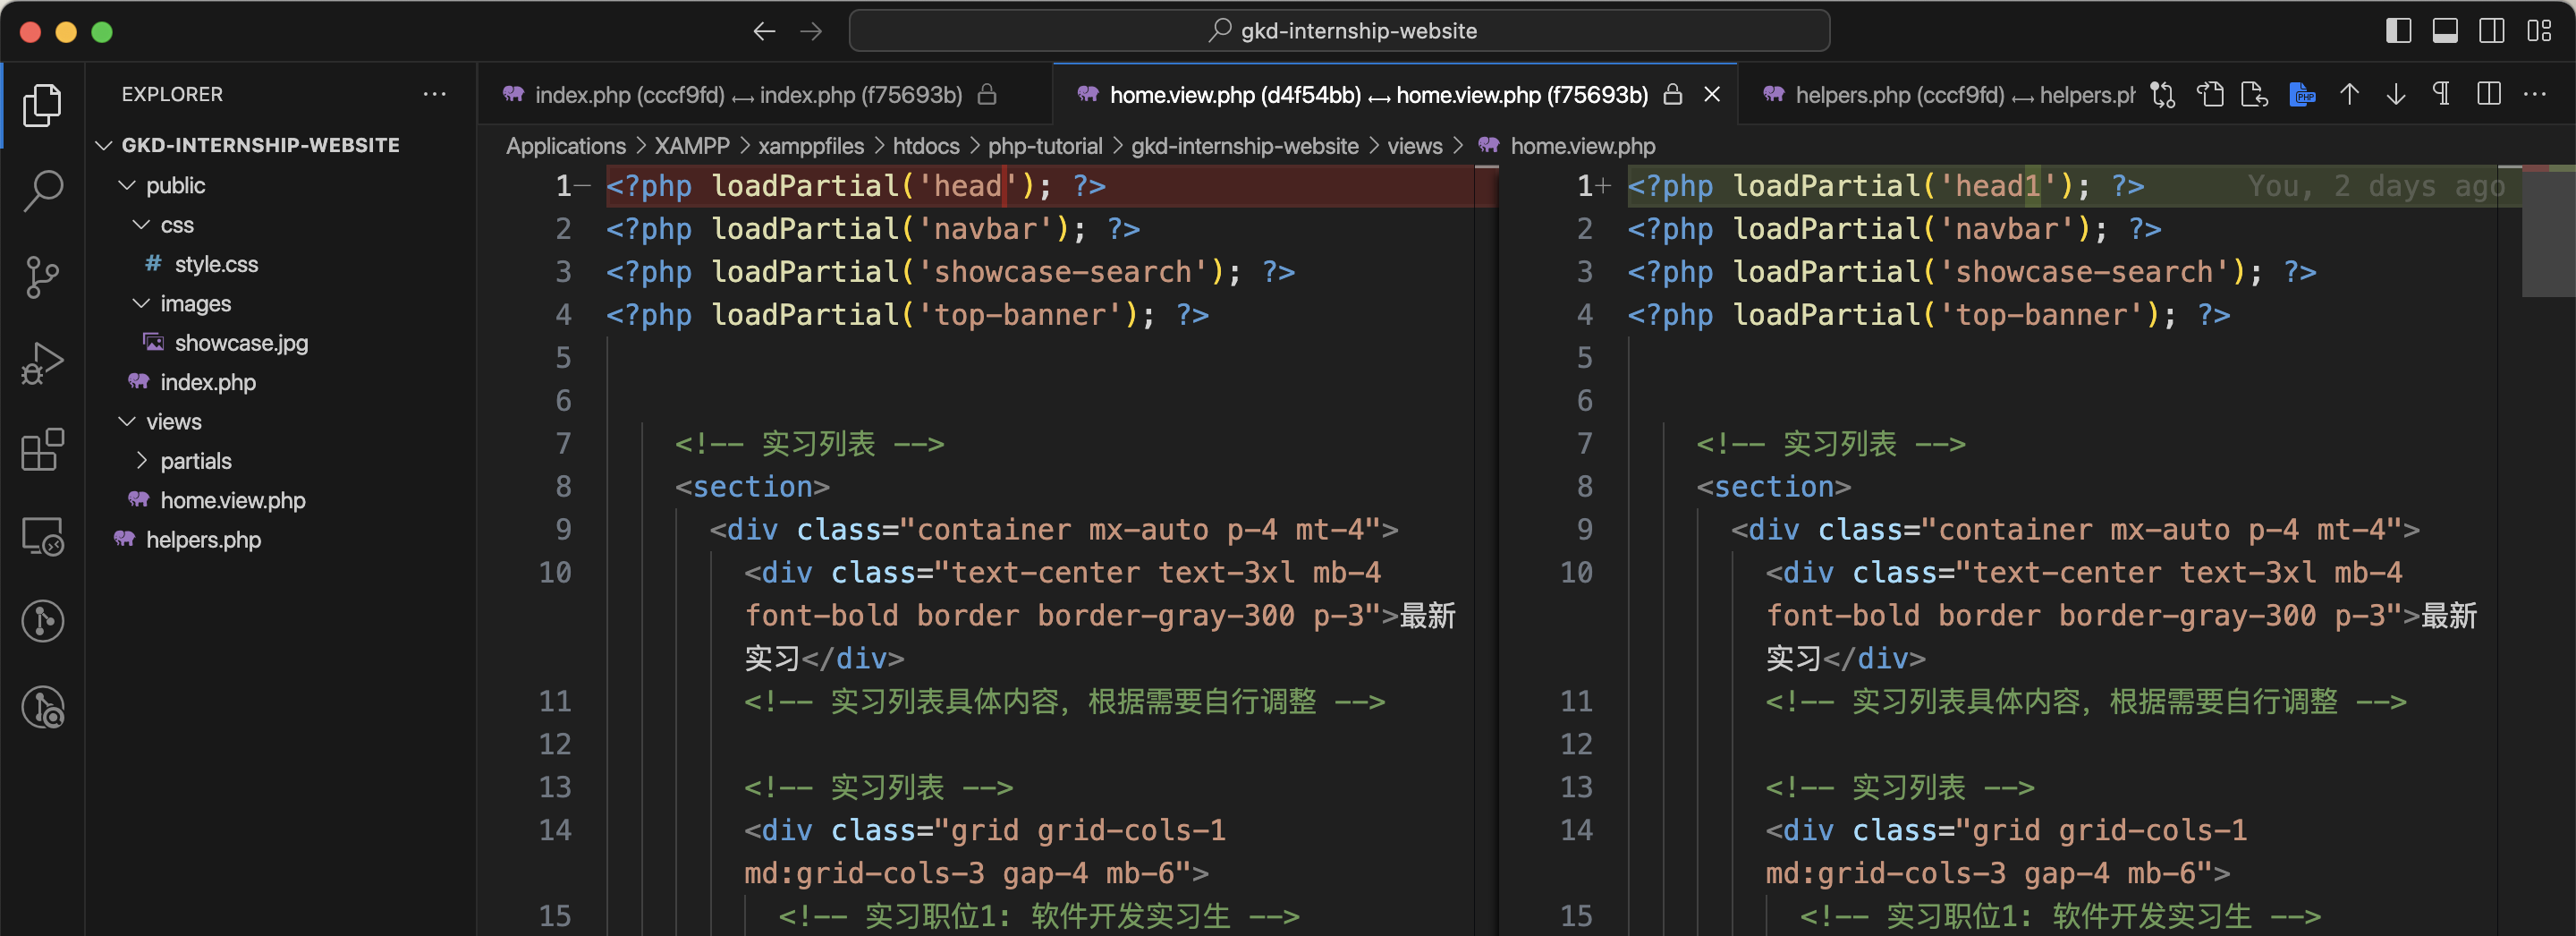 gkd-internship-website
EXPLORER
GKD-INTERNSHIP-WEBSITE
public
css
# style.css
images
showcase.jpg
index.php
views
partials
home.view.php
helpers.php
index.php (cccf9fd) ↔ index.php (f75693b)
home.view.php (d4f54bb) ↔ home.view.php (f75693b)
helpers.php (cccf9fd) ↔ helpers.ph
PHP
Applications > XAMPP > xamppfiles > htdocs > php-tutorial > gkd-internship-website > views > home.view.php
1− <?php loadPartial('head'); ?>
2 <?php loadPartial('navbar'); ?>
3 <?php loadPartial('showcase-search'); ?>
4 <?php loadPartial('top-banner'); ?>
5
6
7 <!-- 实习列表 -->
8 <section>
9 <div class="container mx-auto p-4 mt-4">
10 <div class="text-center text-3xl mb-4
font-bold border border-gray-300 p-3">最新
实习</div>
11 <!-- 实习列表具体内容，根据需要自行调整 -->
12
13 <!-- 实习列表 -->
14 <div class="grid grid-cols-1
md:grid-cols-3 gap-4 mb-6">
15 <!-- 实习职位1: 软件开发实习生 -->
1+ <?php loadPartial('head1'); ?> You, 2 days ago
2 <?php loadPartial('navbar'); ?>
3 <?php loadPartial('showcase-search'); ?>
4 <?php loadPartial('top-banner'); ?>
5
6
7 <!-- 实习列表 -->
8 <section>
9 <div class="container mx-auto p-4 mt-4">
10 <div class="text-center text-3xl mb-4
font-bold border border-gray-300 p-3">最新
实习</div>
11 <!-- 实习列表具体内容，根据需要自行调整 -->
12
13 <!-- 实习列表 -->
14 <div class="grid grid-cols-1
md:grid-cols-3 gap-4 mb-6">
15 <!-- 实习职位1: 软件开发实习生 -->